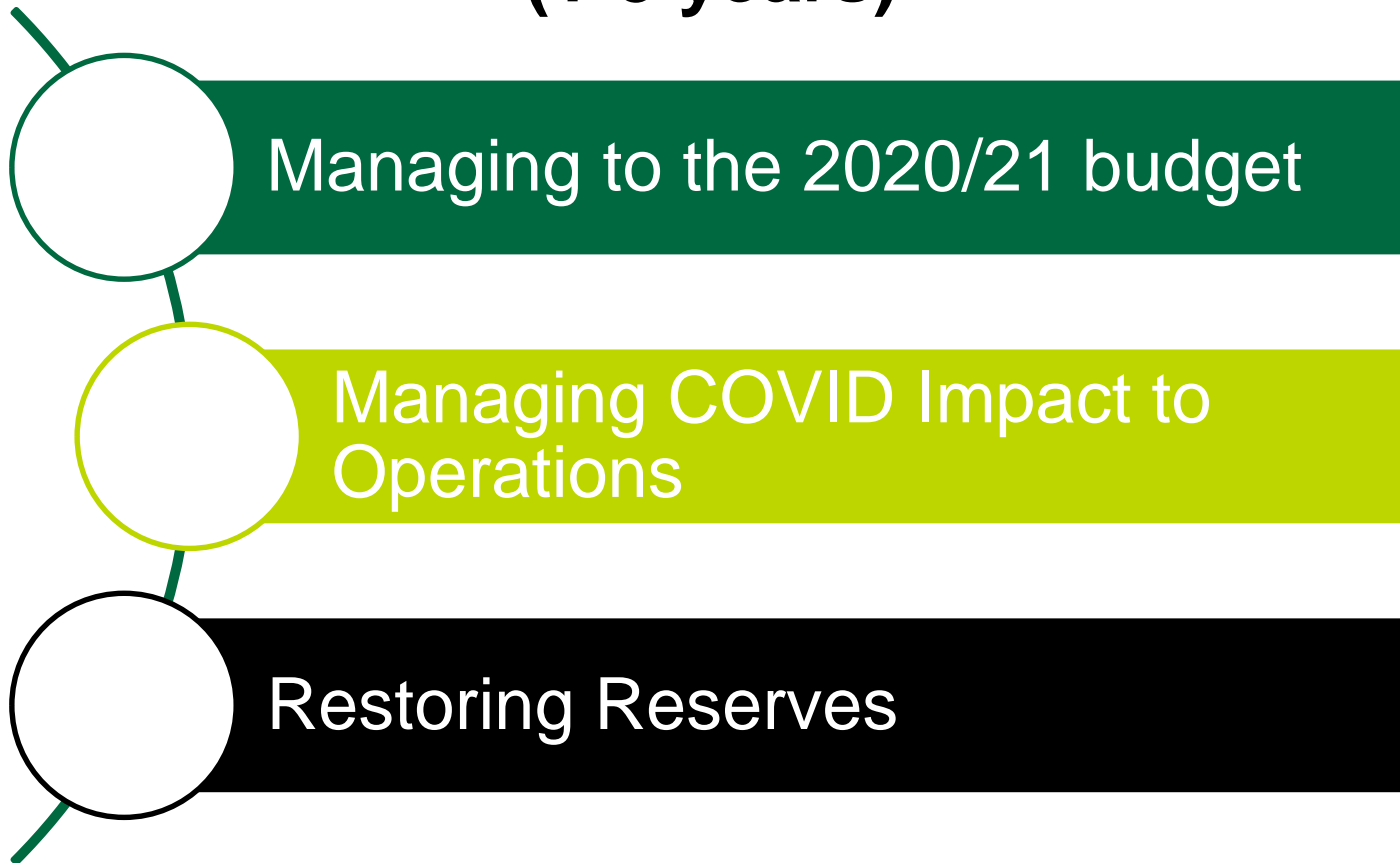 Managing to the 2020/21 budget
Managing COVID Impact to
Operations
Restoring Reserves